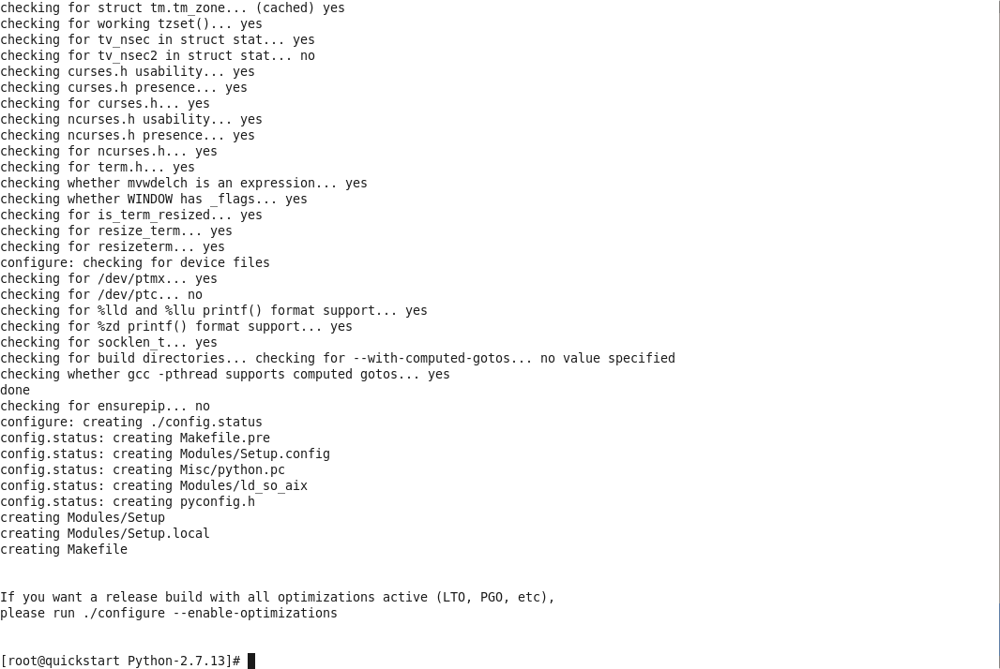 checking for struct tm.tm_zone... (cached) yes
checking for working tzset()... yes
checking for tv_nsec in struct stat... yes
checking for tv_nsec2 in struct stat... no
checking curses.h usability... yes
checking curses.h presence... yes
checking for curses.h... yes
checking ncurses.h usability... yes
checking ncurses.h presence... yes
checking for ncurses.h... yes
checking for term.h... yes
checking whether mvwdelch is an expression... yes
checking whether WINDOW has _flags... yes
checking for is_term_resized... yes
checking for resize_term... yes
checking for resizeterm... yes
configure: checking for device files
checking for /dev/ptmx... yes
checking for /dev/ptc... no
checking for %lld and %llu printf() format support... yes
checking for %zd printf() format support... yes
checking for socklen_t... yes
checking for build directories... checking for --with-computed-gotos... no value specified
checking whether gcc -pthread supports computed gotos... yes
done
checking for ensurepip... no
configure: creating ./config.status
config.status: creating Makefile.pre
config.status: creating Modules/Setup.config
config.status: creating Misc/python.pc
config.status: creating Modules/ld_so_aix
config.status: creating pyconfig.h
creating Modules/Setup
creating Modules/Setup.local
creating Makefile
If you want a release build with all optimizations active (LTO, PGO, etc),
please run ./configure --enable-optimizations
[root@quickstart Python-2.7.13]#